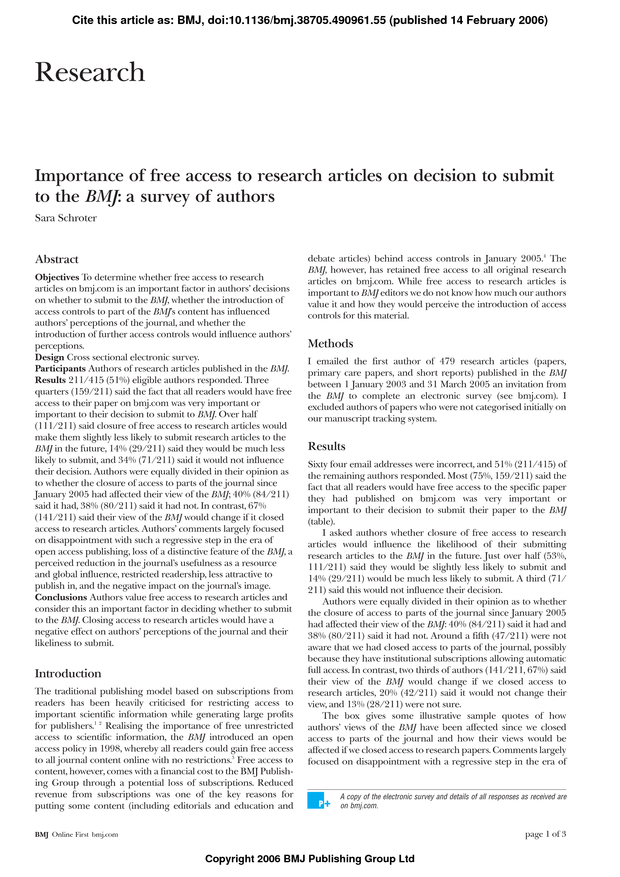 Cite this article as: BMJ, doi:10.1136/bmj.38705.490961.55 (published 14 February 2006)
Research
Importance of free access to research articles on decision to submit
to the BMJ: a survey of authors
Sara Schroter
Abstract
Objectives To determine whether free access to research
articles on bmj.com is an important factor in authors' decisions
on whether to submit to the BMJ, whether the introduction of
access controls to part of the BMJ's content has influenced
authors' perceptions of the journal, and whether the
introduction of further access controls would influence authors'
perceptions.
Design Cross sectional electronic survey.
Participants Authors of research articles published in the BMJ.
Results 211/415 (51%) eligible authors responded. Three
quarters (159/211) said the fact that all readers would have free
access to their paper on bmj.com was very important or
important to their decision to submit to BMJ. Over half
(111/211) said closure of free access to research articles would
make them slightly less likely to submit research articles to the
BMJ in the future, 14% (29/211) said they would be much less
likely to submit, and 34% (71/211) said it would not influence
their decision. Authors were equally divided in their opinion as
to whether the closure of access to parts of the journal since
January 2005 had affected their view of the BMJ; 40% (84/211)
said it had, 38% (80/211) said it had not. In contrast, 67%
(141/211) said their view of the BMJ would change if it closed
access to research articles. Authors' comments largely focused
on disappointment with such a regressive step in the era of
open access publishing, loss of a distinctive feature of the BMJ, a
perceived reduction in the journal's usefulness as a resource
and global influence, restricted readership, less attractive to
publish in, and the negative impact on the journal's image.
Conclusions Authors value free access to research articles and
consider this an important factor in deciding whether to submit
to the BMJ. Closing access to research articles would have a
negative effect on authors' perceptions of the journal and their
likeliness to submit.
Introduction
The traditional publishing model based on subscriptions from
readers has been heavily criticised for restricting access to
important scientific information while generating large profits
for publishers.1 2 Realising the importance of free unrestricted
access to scientific information, the BMJ introduced an open
access policy in 1998, whereby all readers could gain free access
to all journal content online with no restrictions.3 Free access to
content, however, comes with a financial cost to the BMJ Publish-
ing Group through a potential loss of subscriptions. Reduced
revenue from subscriptions was one of the key reasons for
putting some content (including editorials and education and
debate articles) behind access controls in January 2005.4 The
BMJ, however, has retained free access to all original research
articles on bmj.com. While free access to research articles is
important to BMJ editors we do not know how much our authors
value it and how they would perceive the introduction of access
controls for this material.
Methods
I emailed the first author of 479 research articles (papers,
primary care papers, and short reports) published in the BMJ
between 1 January 2003 and 31 March 2005 an invitation from
the BMJ to complete an electronic survey (see bmj.com). I
excluded authors of papers who were not categorised initially on
our manuscript tracking system.
Results
Sixty four email addresses were incorrect, and 51% (211/415) of
the remaining authors responded. Most (75%, 159/211) said the
fact that all readers would have free access to the specific paper
they had published on bmj.com was very important or
important to their decision to submit their paper to the BMJ
(table).
I asked authors whether closure of free access to research
articles would influence the likelihood of their submitting
research articles to the BMJ in the future. Just over half (53%,
111/211) said they would be slightly less likely to submit and
14% (29/211) would be much less likely to submit. A third (71/
211) said this would not influence their decision.
Authors were equally divided in their opinion as to whether
the closure of access to parts of the journal since January 2005
had affected their view of the BMJ: 40% (84/211) said it had and
38% (80/211) said it had not. Around a fifth (47/211) were not
aware that we had closed access to parts of the journal, possibly
because they have institutional subscriptions allowing automatic
full access. In contrast, two thirds of authors (141/211, 67%) said
their view of the BMJ would change if we closed access to
research articles, 20% (42/211) said it would not change their
view, and 13% (28/211) were not sure.
The box gives some illustrative sample quotes of how
authors' views of the BMJ have been affected since we closed
access to parts of the journal and how their views would be
affected if we closed access to research papers. Comments largely
focused on disappointment with a regressive step in the era of
P+
A copy of the electronic survey and details of all responses as received are
on bmj.com.
BMJ Online First bmj.com
page 1 of 3
Copyright 2006 BMJ Publishing Group Ltd